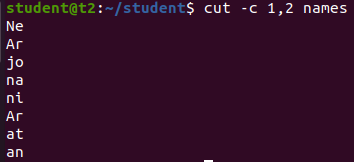 student@t2:~/student$ cut -c 1,2 names
Ne
Ar
jo
na
ni
Ar
at
an